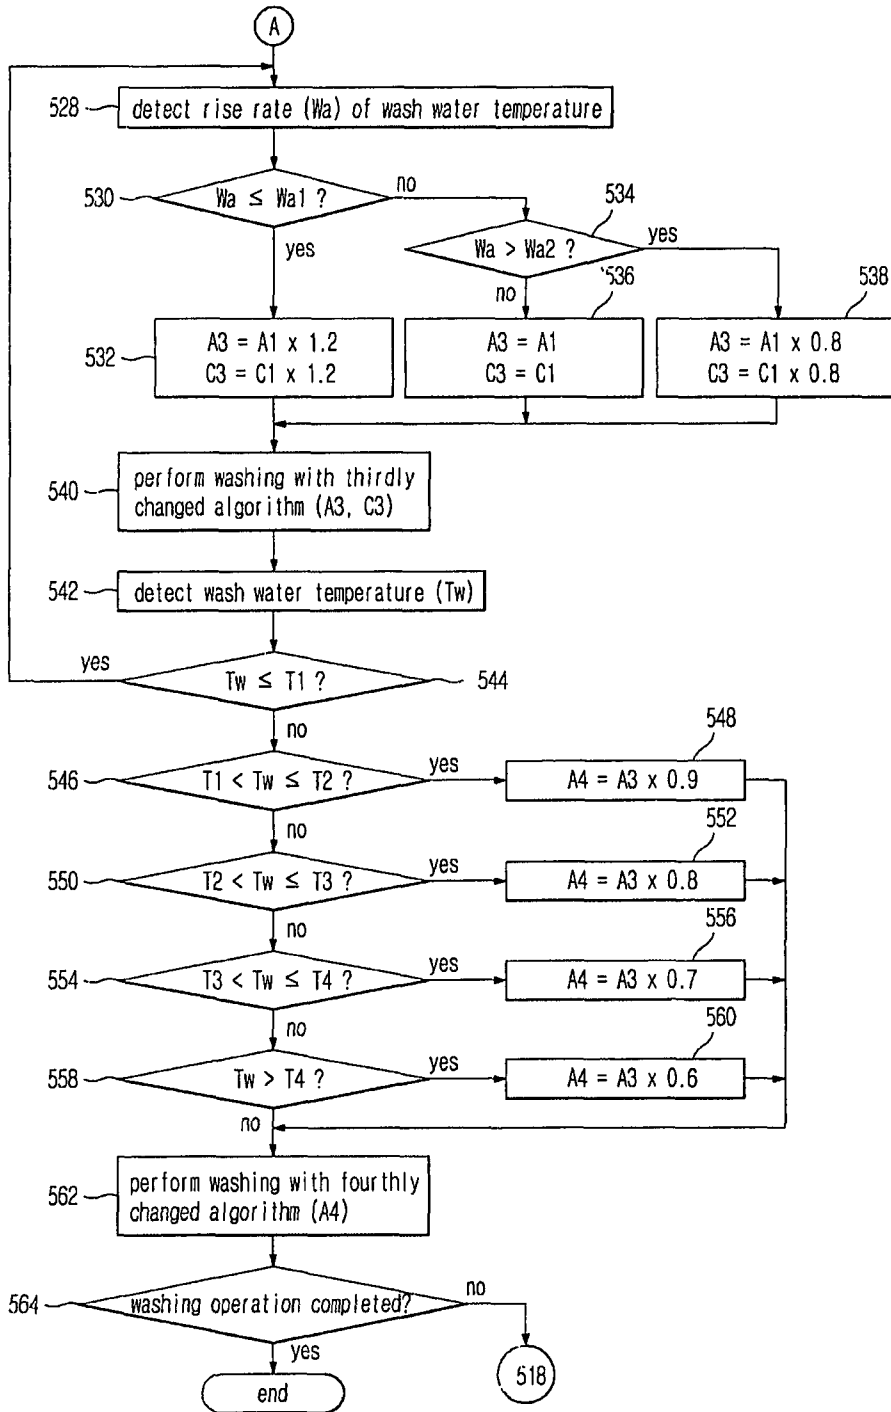 A
528
detect rise rate (Wa) of wash water temperature
530
Wa ≤ Wa1 ?
no
yes
534
Wa > Wa2 ?
yes
no
532
A3 = A1 x 1.2
C3 = C1 x 1.2
536
A3 = A1
C3 = C1
538
A3 = A1 x 0.8
C3 = C1 x 0.8
540
perform washing with thirdly
changed algorithm (A3, C3)
542
detect wash water temperature (Tw)
yes
Tw ≤ T1 ?
544
no
546
T1 < Tw ≤ T2 ?
yes
548
A4 = A3 x 0.9
no
550
T2 < Tw ≤ T3 ?
yes
552
A4 = A3 x 0.8
no
554
T3 < Tw ≤ T4 ?
yes
556
A4 = A3 x 0.7
no
558
Tw > T4 ?
yes
560
A4 = A3 x 0.6
no
562
perform washing with fourthly
changed algorithm (A4)
564
washing operation completed?
no
yes
518
end